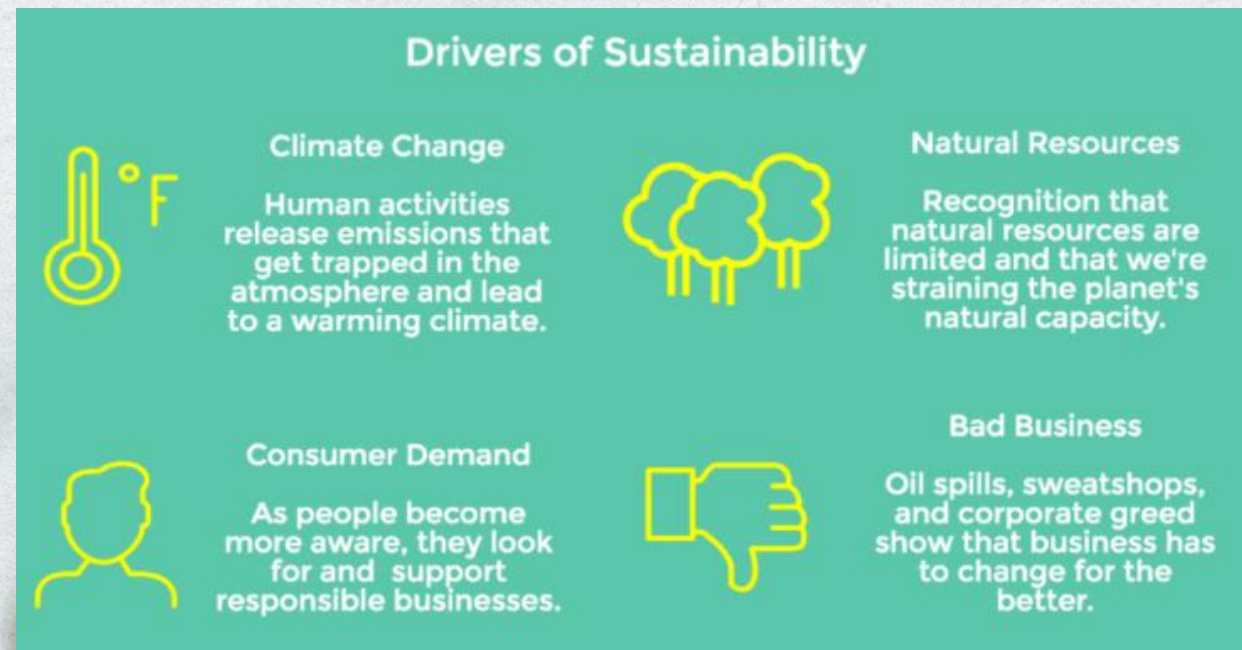 Drivers of Sustainability
°F
Climate Change
Human activities
release emissions that
get trapped in the
atmosphere and lead
to a warming climate.
Natural Resources
Recognition that
natural resources are
limited and that we're
straining the planet's
natural capacity.
Consumer Demand
As people become
more aware, they look
for and support
responsible businesses.
Bad Business
Oil spills, sweatshops,
and corporate greed
show that business has
to change for the
better.